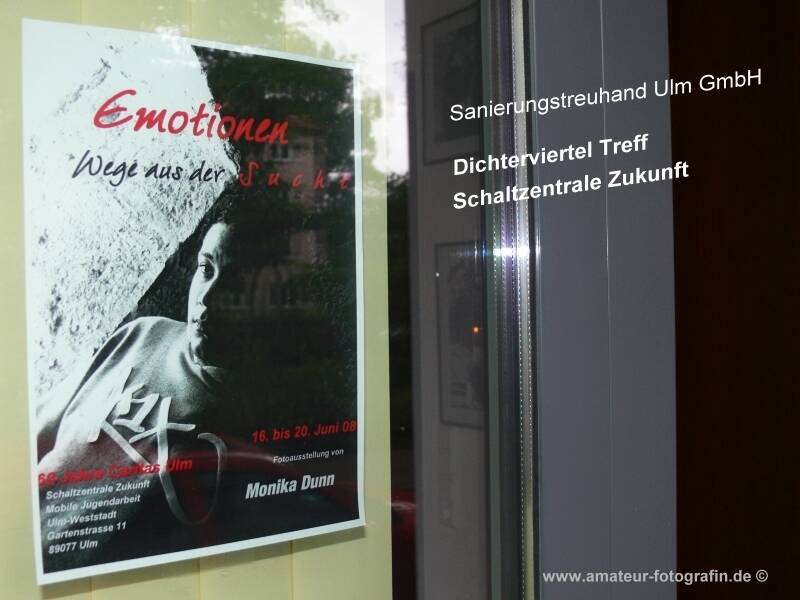 Emotionen
Wege aus der Sucht
16. bis 20. Juni 08
Fotoausstellung von
Monika Dunn
60 Jahre Caritas Ulm
Schaltzentrale Zukunft
Mobile Jugendarbeit
Ulm-Weststadt
Gartenstrasse 11
89077 Ulm
Sanierungstreuhand Ulm GmbH
Dichterviertel Treff
Schaltzentrale Zukunft
www.amateur-fotografin.de ©